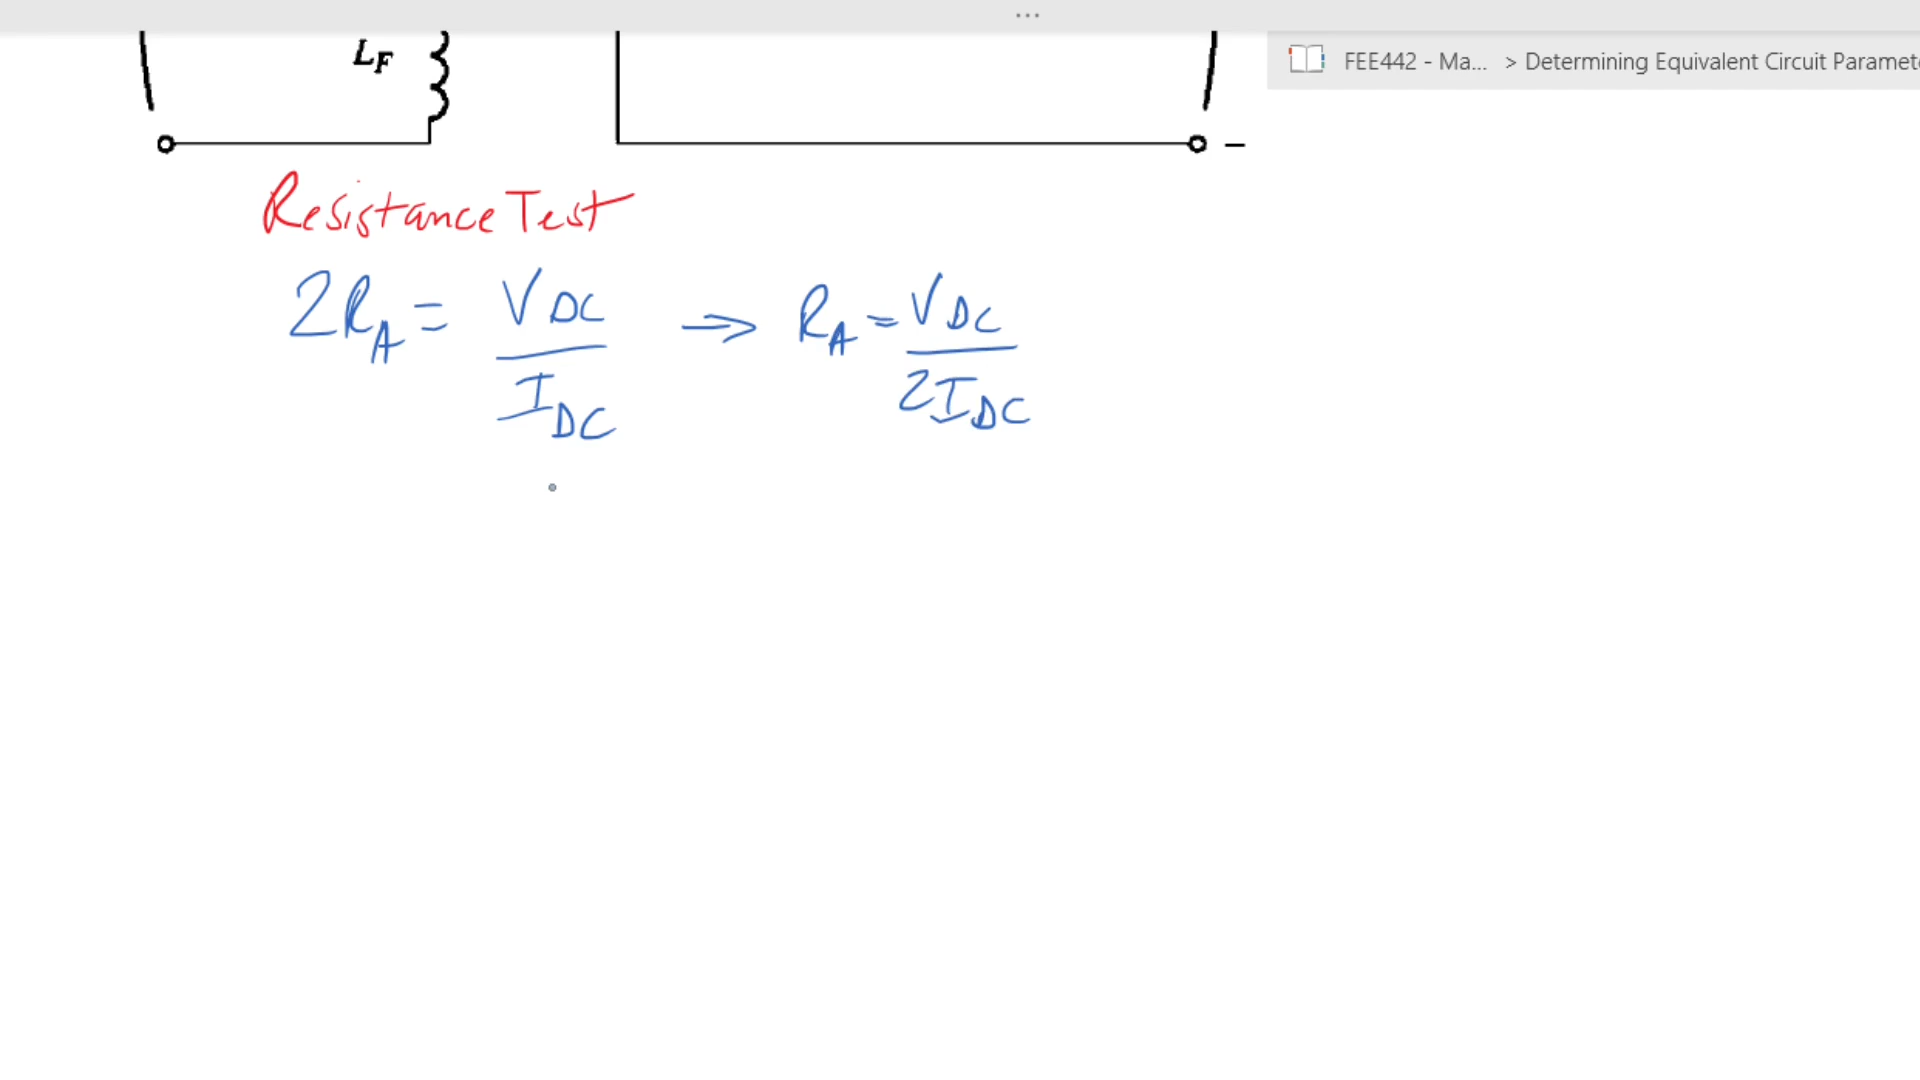 ...
L_F
FEE442 - Ma... > Determining Equivalent Circuit Paramet
–
Resistance Test
2R_A = V_DC / I_DC → R_A = V_DC / 2I_DC